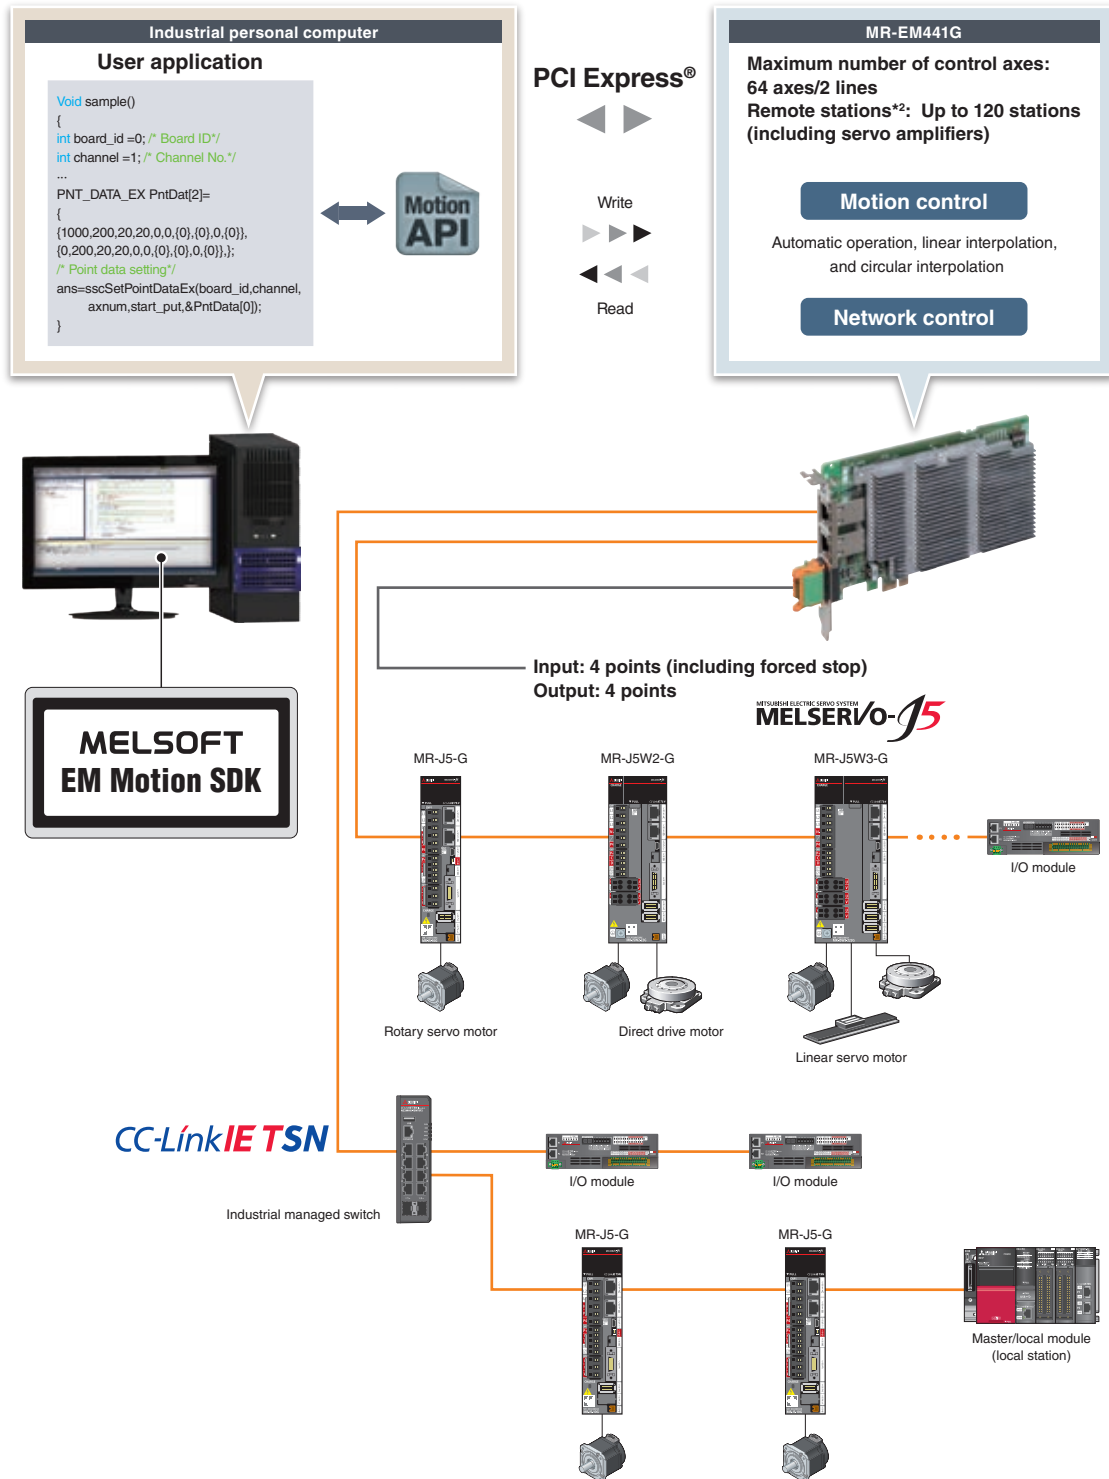 Industrial personal computer
User application
Void sample()
{
int board_id =0; /* Board ID*/
int channel =1; /* Channel No.*/
...
PNT_DATA_EX PntDat[2]=
{
{1000,200,20,20,0,0,{0},{0},0,{0}},
{0,200,20,20,0,0,{0},{0},0,{0}},};
/* Point data setting*/
ans=sscSetPointDataEx(board_id,channel,
axnum,start_put,&PntData[0]);
}
Motion
API
PCI Express®
Write
Read
MR-EM441G
Maximum number of control axes:
64 axes/2 lines
Remote stations*2: Up to 120 stations
(including servo amplifiers)
Motion control
Automatic operation, linear interpolation,
and circular interpolation
Network control
Input: 4 points (including forced stop)
Output: 4 points
MELSOFT
EM Motion SDK
MITSUBISHI ELECTRIC SERVO SYSTEM
MELSERVO-J5
MR-J5-G
MR-J5W2-G
MR-J5W3-G
I/O module
Rotary servo motor
Direct drive motor
Linear servo motor
CC-Link IE TSN
Industrial managed switch
I/O module
I/O module
MR-J5-G
MR-J5-G
Master/local module
(local station)